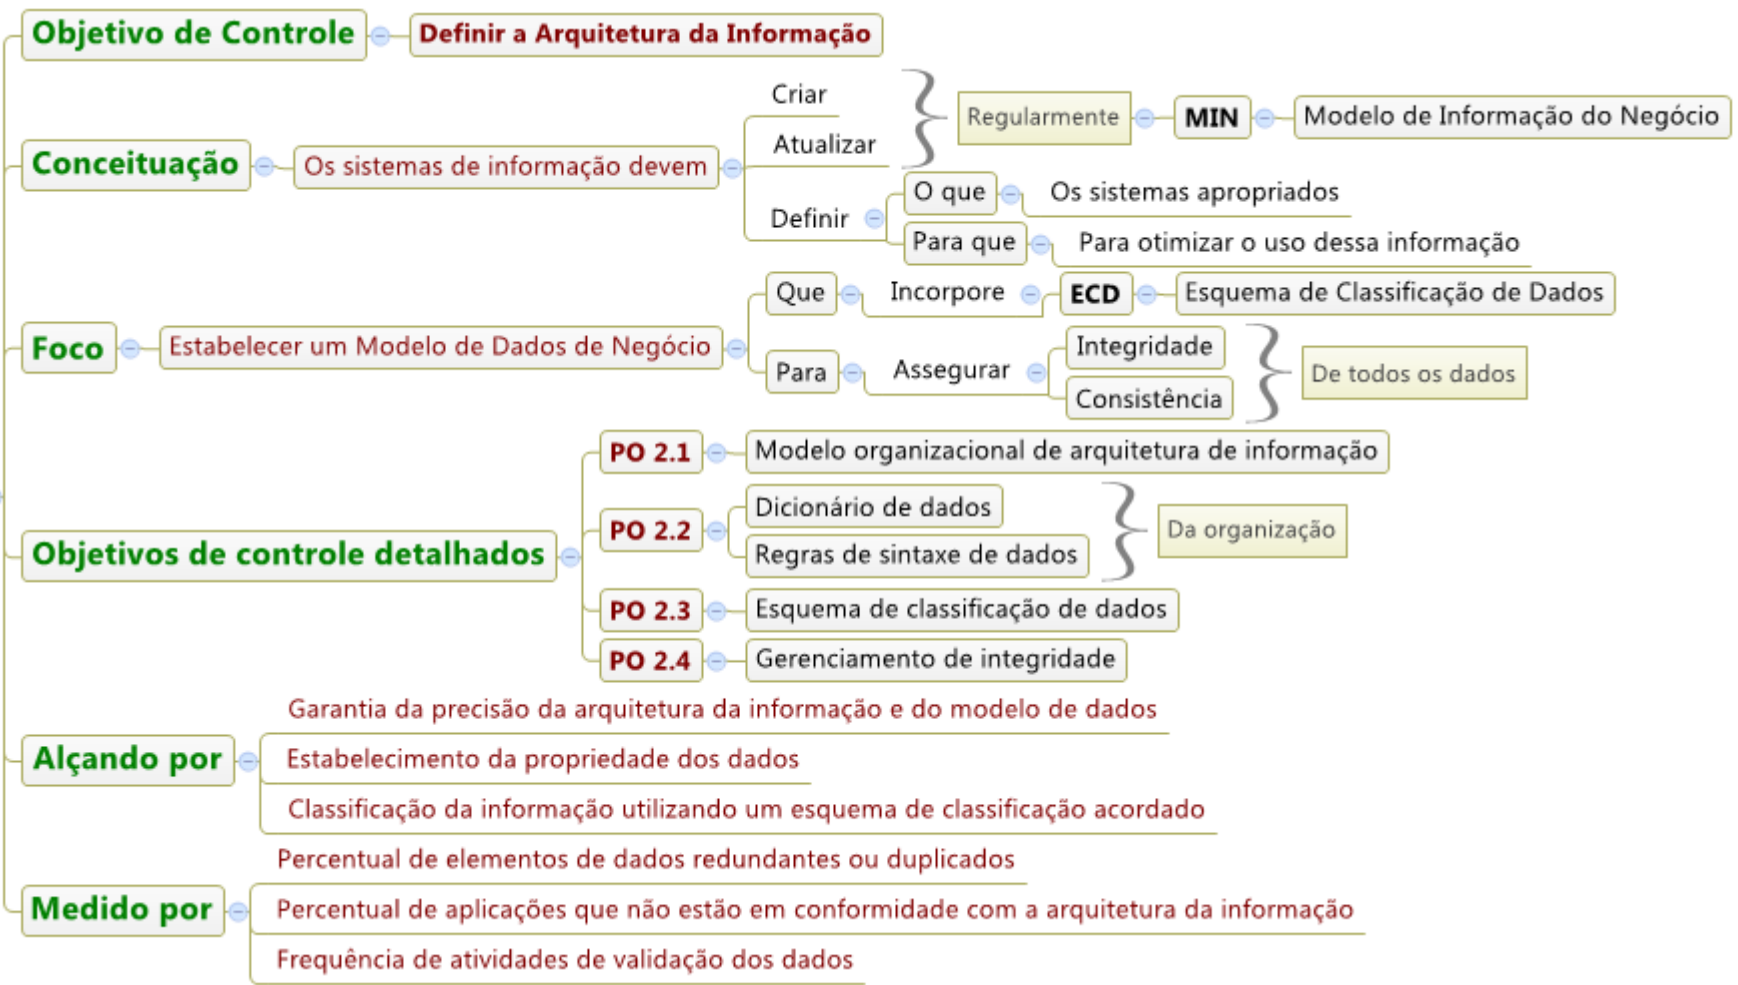 Objetivo de Controle
Definir a Arquitetura da Informação
Conceituação
Os sistemas de informação devem
Criar
Atualizar
Regularmente
MIN
Modelo de Informação do Negócio
Definir
O que
Os sistemas apropriados
Para que
Para otimizar o uso dessa informação
Foco
Estabelecer um Modelo de Dados de Negócio
Que
Incorpore
ECD
Esquema de Classificação de Dados
Para
Assegurar
Integridade
Consistência
De todos os dados
Objetivos de controle detalhados
PO 2.1
Modelo organizacional de arquitetura de informação
PO 2.2
Dicionário de dados
Regras de sintaxe de dados
Da organização
PO 2.3
Esquema de classificação de dados
PO 2.4
Gerenciamento de integridade
Alçando por
Garantia da precisão da arquitetura da informação e do modelo de dados
Estabelecimento da propriedade dos dados
Classificação da informação utilizando um esquema de classificação acordado
Medido por
Percentual de elementos de dados redundantes ou duplicados
Percentual de aplicações que não estão em conformidade com a arquitetura da informação
Frequência de atividades de validação dos dados